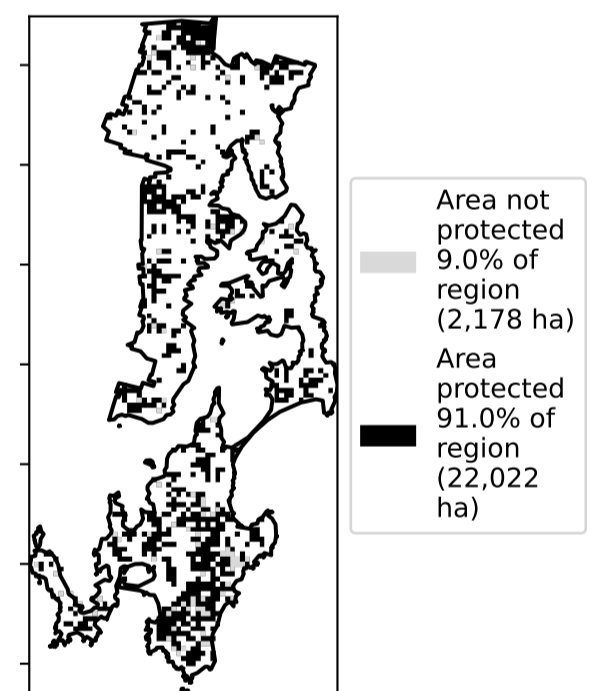 Area not
protected
9.0% of
region
(2,178 ha)
Area
protected
91.0% of
region
(22,022
ha)